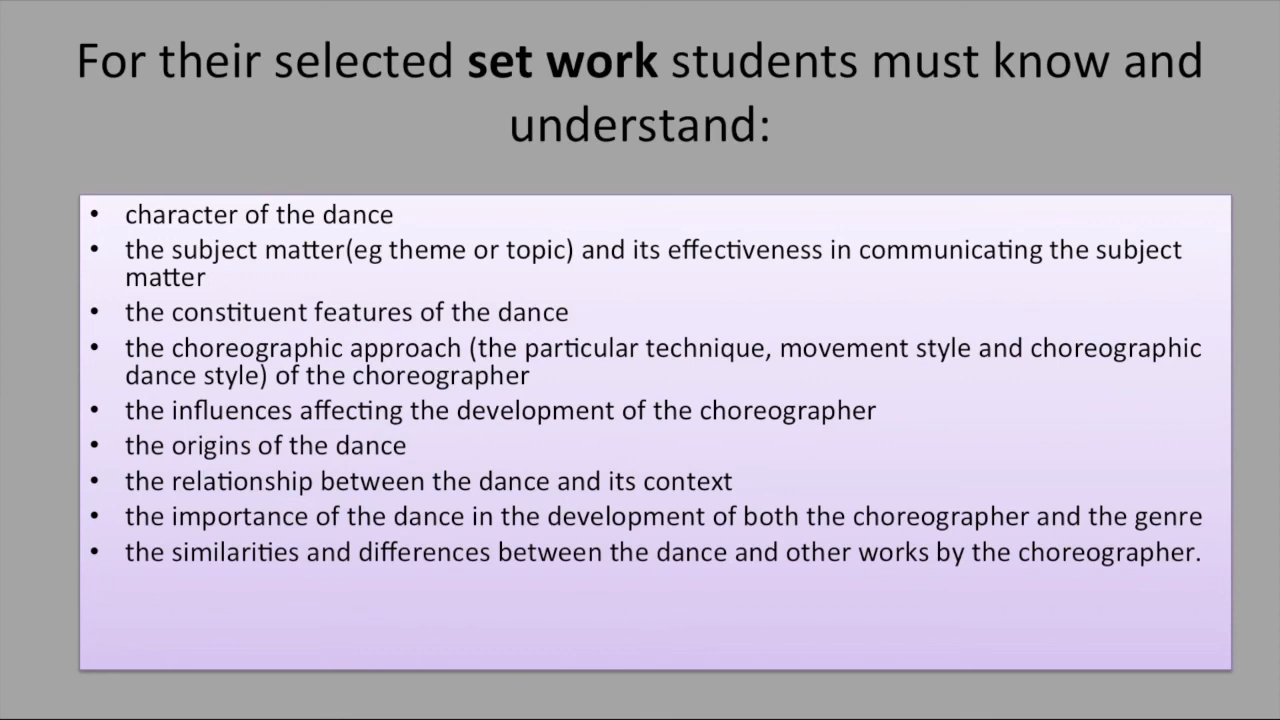 For their selected set work students must know and
understand:
• character of the dance
• the subject matter(eg theme or topic) and its effectiveness in communicating the subject
matter
• the constituent features of the dance
• the choreographic approach (the particular technique, movement style and choreographic
dance style) of the choreographer
• the influences affecting the development of the choreographer
• the origins of the dance
• the relationship between the dance and its context
• the importance of the dance in the development of both the choreographer and the genre
• the similarities and differences between the dance and other works by the choreographer.